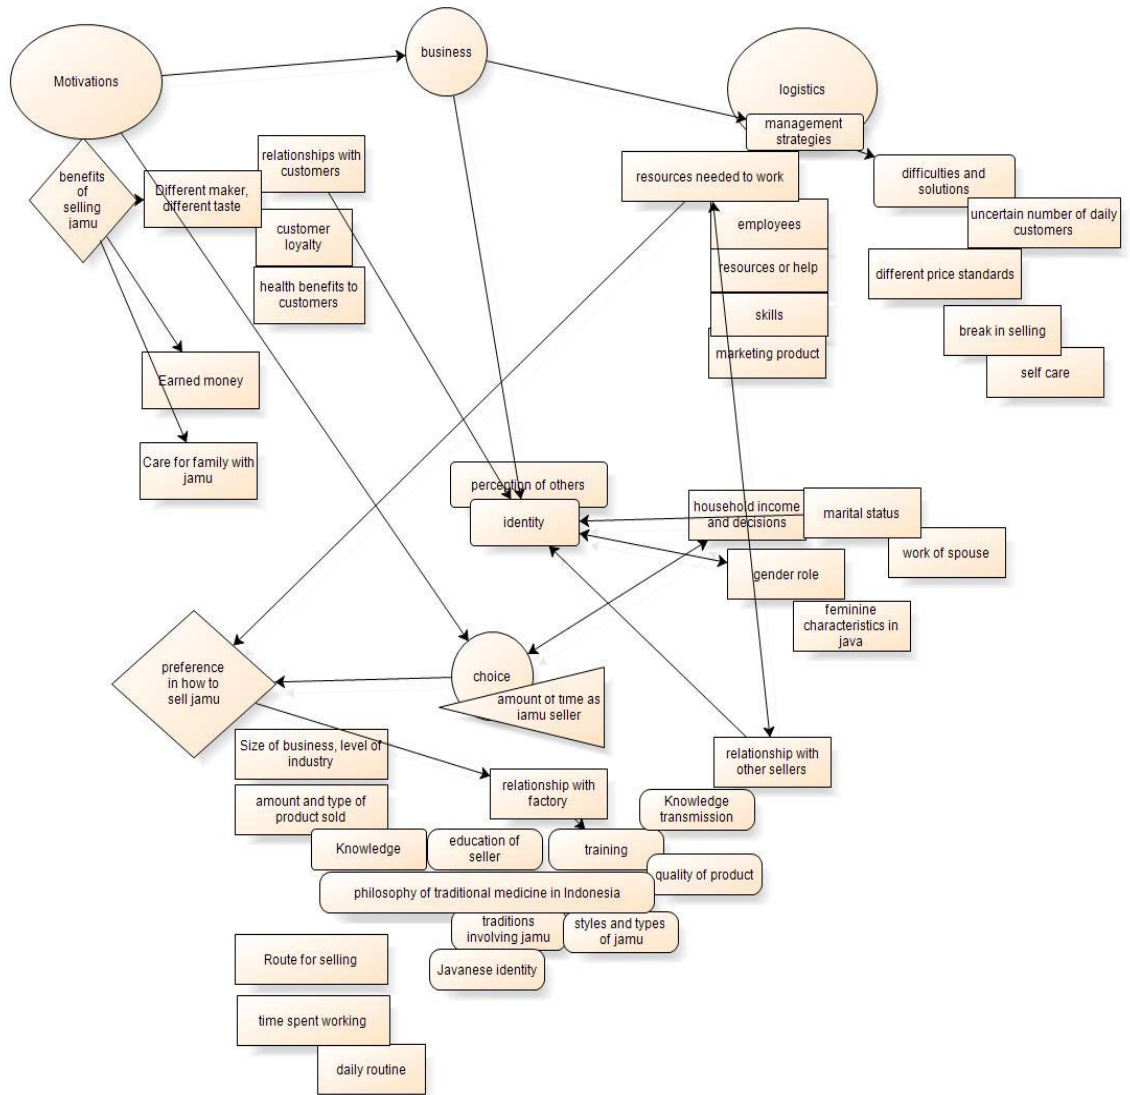 Motivations
business
logistics
management
strategies
benefits
of
selling
jamu
Different maker,
different taste
relationships with
customers
customer
loyalty
health benefits to
customers
resources needed to work
employees
resources or help
skills
marketing product
difficulties and
solutions
uncertain number of daily
customers
different price standards
break in selling
self care
Earned money
Care for family with
jamu
perception of others
identity
household income
and decisions
marital status
work of spouse
gender role
feminine
characteristics in
java
preference
in how to
sell jamu
choice
amount of time as
iamu seller
Size of business, level of
industry
amount and type of
product sold
relationship with
factory
relationship with
other sellers
Knowledge
transmission
Knowledge
education of
seller
training
quality of product
philosophy of traditional medicine in Indonesia
traditions
involving jamu
styles and types
of jamu
Javanese identity
Route for selling
time spent working
daily routine